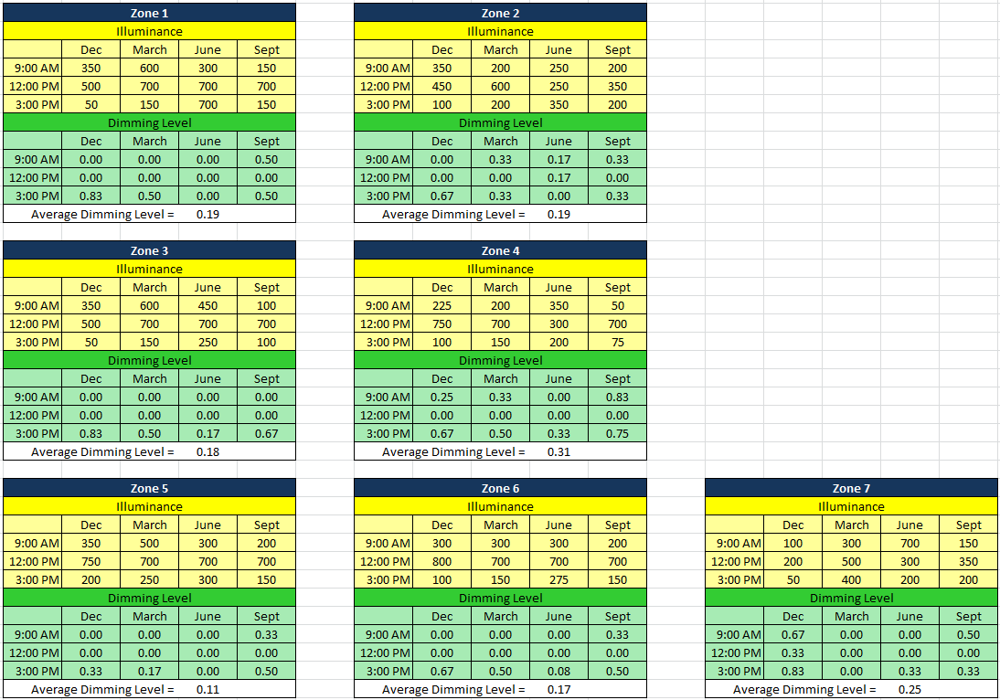 Zone 1 Zone 2
Illuminance Illuminance
Dec March June Sept Dec March June Sept
9:00 AM 350 600 300 150 9:00 AM 350 200 250 200
12:00 PM 500 700 700 700 12:00 PM 450 600 250 350
3:00 PM 50 150 700 150 3:00 PM 100 200 350 200
Dimming Level Dimming Level
Dec March June Sept Dec March June Sept
9:00 AM 0.00 0.00 0.00 0.50 9:00 AM 0.00 0.33 0.17 0.33
12:00 PM 0.00 0.00 0.00 0.00 12:00 PM 0.00 0.00 0.17 0.00
3:00 PM 0.83 0.50 0.00 0.50 3:00 PM 0.67 0.33 0.00 0.33
Average Dimming Level = 0.19 Average Dimming Level = 0.19
Zone 3 Zone 4
Illuminance Illuminance
Dec March June Sept Dec March June Sept
9:00 AM 350 600 450 100 9:00 AM 225 200 350 50
12:00 PM 500 700 700 700 12:00 PM 750 700 300 700
3:00 PM 50 150 250 100 3:00 PM 100 150 200 75
Dimming Level Dimming Level
Dec March June Sept Dec March June Sept
9:00 AM 0.00 0.00 0.00 0.00 9:00 AM 0.25 0.33 0.00 0.83
12:00 PM 0.00 0.00 0.00 0.00 12:00 PM 0.00 0.00 0.00 0.00
3:00 PM 0.83 0.50 0.17 0.67 3:00 PM 0.67 0.50 0.33 0.75
Average Dimming Level = 0.18 Average Dimming Level = 0.31
Zone 5 Zone 6 Zone 7
Illuminance Illuminance Illuminance
Dec March June Sept Dec March June Sept Dec March June Sept
9:00 AM 350 500 300 200 9:00 AM 300 300 300 200 9:00 AM 100 300 700 150
12:00 PM 750 700 700 700 12:00 PM 800 700 700 700 12:00 PM 200 500 300 350
3:00 PM 200 250 300 150 3:00 PM 100 150 275 150 3:00 PM 50 400 200 200
Dimming Level Dimming Level Dimming Level
Dec March June Sept Dec March June Sept Dec March June Sept
9:00 AM 0.00 0.00 0.00 0.33 9:00 AM 0.00 0.00 0.00 0.33 9:00 AM 0.67 0.00 0.00 0.50
12:00 PM 0.00 0.00 0.00 0.00 12:00 PM 0.00 0.00 0.00 0.00 12:00 PM 0.33 0.00 0.00 0.00
3:00 PM 0.33 0.17 0.00 0.50 3:00 PM 0.67 0.50 0.08 0.50 3:00 PM 0.83 0.00 0.33 0.33
Average Dimming Level = 0.11 Average Dimming Level = 0.17 Average Dimming Level = 0.25